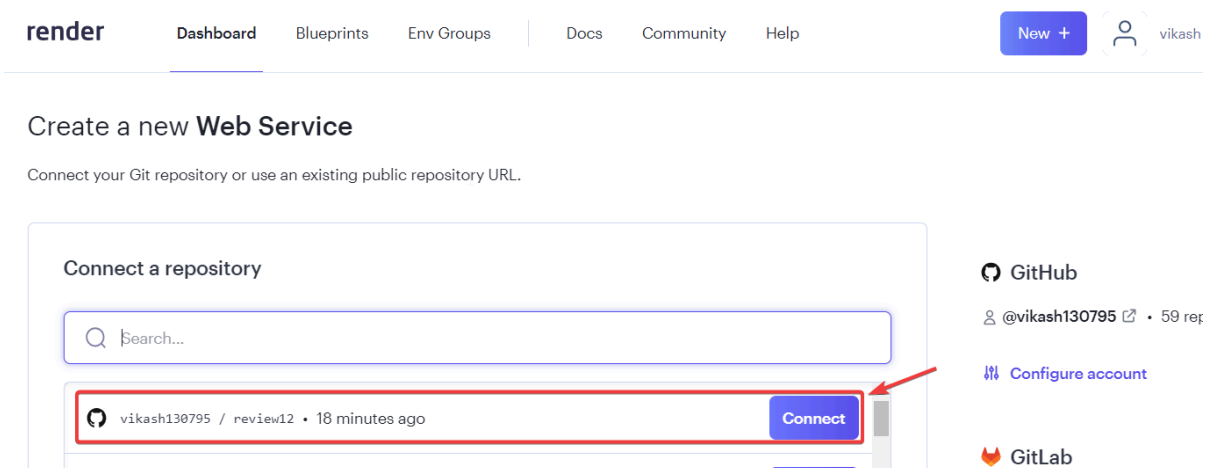 render Dashboard Blueprints Env Groups Docs Community Help New + vikash
Create a new Web Service
Connect your Git repository or use an existing public repository URL.
Connect a repository
Search...
vikash130795 / review12 • 18 minutes ago Connect
GitHub
@vikash130795 • 59
Configure account
GitLab